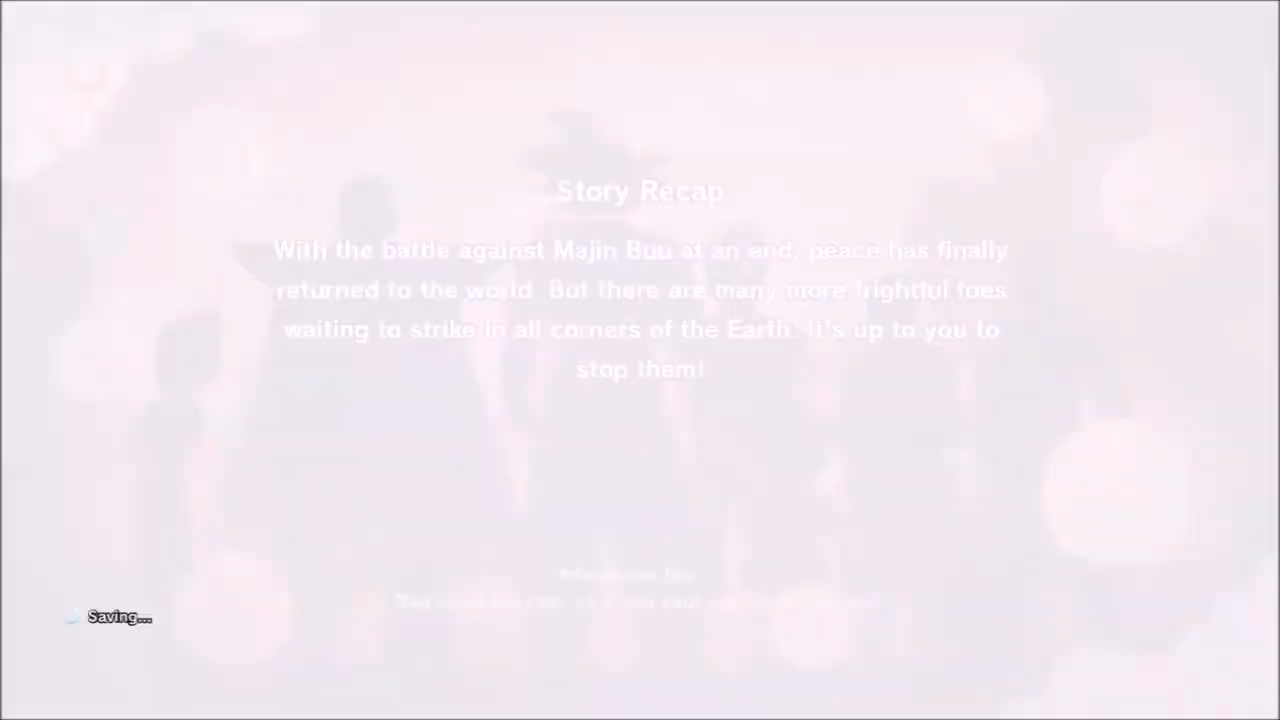 Story Recap
With the battle against Majin Buu at an end, peace has finally
returned to the world. But there are many more frightful foes
waiting to strike in all corners of the Earth. It's up to you to
stop them!
Saving...